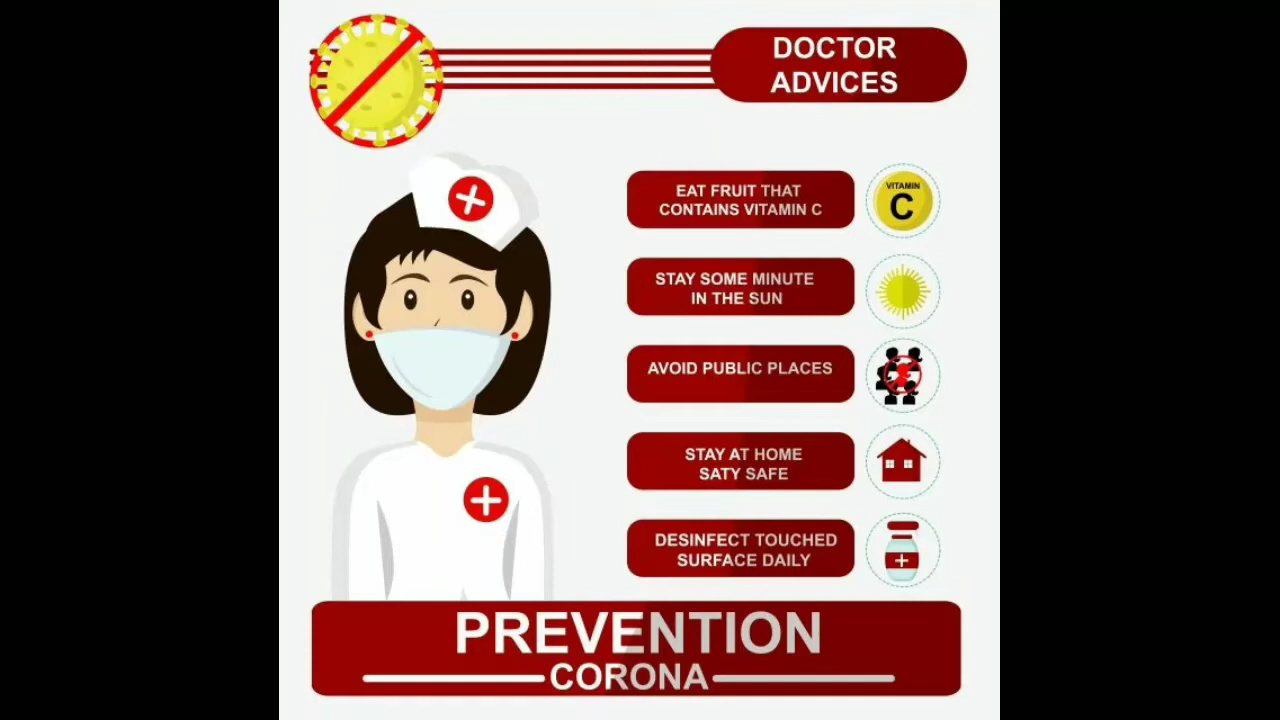 DOCTOR
ADVICES
EAT FRUIT THAT
CONTAINS VITAMIN C
VITAMIN
C
STAY SOME MINUTE
IN THE SUN
AVOID PUBLIC PLACES
STAY AT HOME
SATY SAFE
DESINFECT TOUCHED
SURFACE DAILY
PREVENTION
CORONA